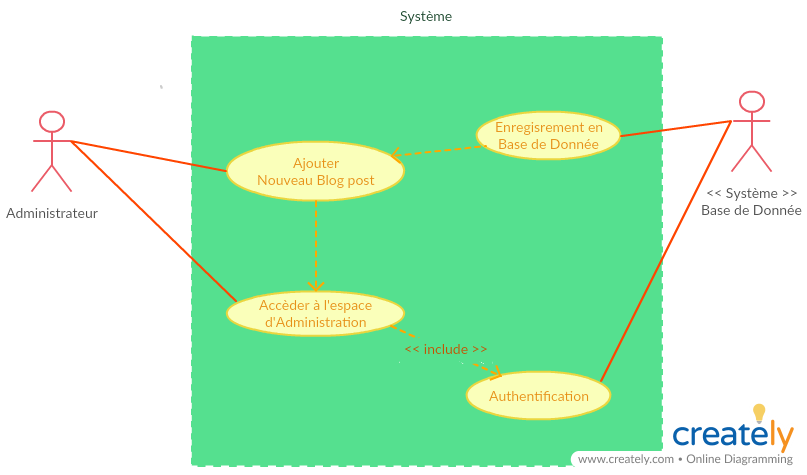 Système
Enregisrement en
Base de Donnée
Ajouter
Nouveau Blog post
<< Système >>
Base de Donnée
Administrateur
Accèder à l'espace
d'Administration
<< include >>
Authentification
creately
www.creately.com • Online Diagramming